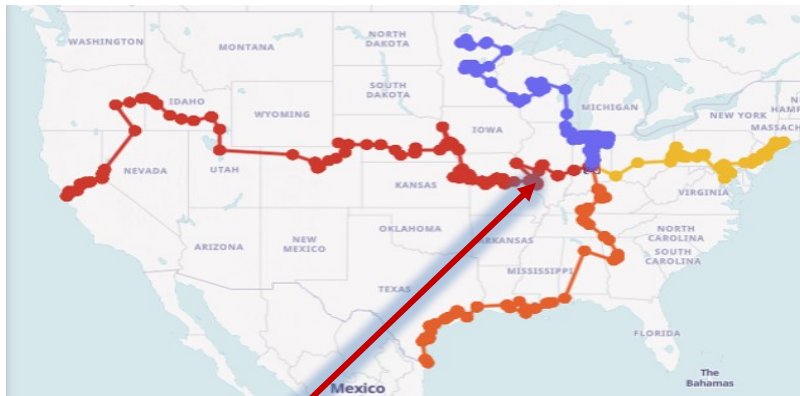 WASHINGTON
MONTANA
NORTH
DAKOTA
SOUTH
DAKOTA
IDAHO
WYOMING
IOWA
MICHIGAN
NEW YORK
MASSACH
NEVADA
UTAH
KANSAS
VIRGINIA
NORTH
CAROLINA
SOUTH
CAROLINA
OKLAHOMA
ARKANSAS
ARIZONA
NEW
MEXICO
MISSISSIPPI
TEXAS
FLORIDA
The
Bahamas
Mexico